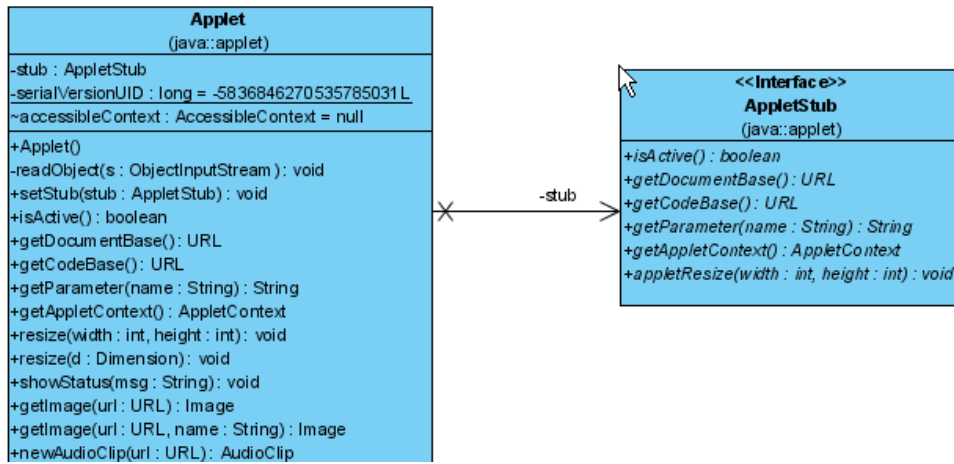 Applet
(java::applet)
-stub : AppletStub
-serialVersionUID : long = -5836846270535785031L
~accessibleContext : AccessibleContext = null
+Applet()
-readObject(s : ObjectInputStream) : void
+setStub(stub : AppletStub) : void
+isActive() : boolean
+getDocumentBase() : URL
+getCodeBase() : URL
+getParameter(name : String) : String
+getAppletContext() : AppletContext
+resize(width : int, height : int) : void
+resize(d : Dimension) : void
+showStatus(msg : String) : void
+getImage(url : URL) : Image
+getImage(url : URL, name : String) : Image
+newAudioClip(url : URL) : AudioClip
-stub
<<Interface>>
AppletStub
(java::applet)
+isActive() : boolean
+getDocumentBase() : URL
+getCodeBase() : URL
+getParameter(name : String) : String
+getAppletContext() : AppletContext
+appletResize(width : int, height : int) : void